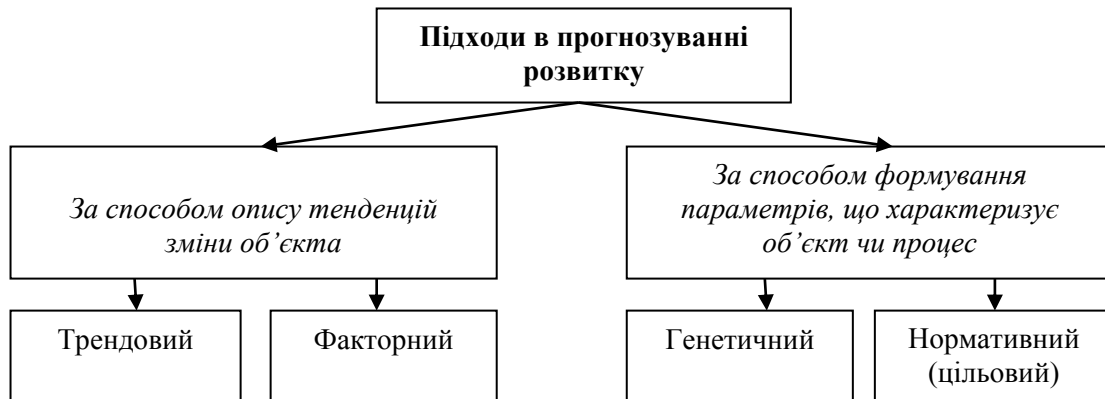 Підходи в прогнозуванні
розвитку
За способом опису тенденцій
зміни об’єкта
За способом формування
параметрів, що характеризує
об’єкт чи процес
Трендовий
Факторний
Генетичний
Нормативний
(цільовий)